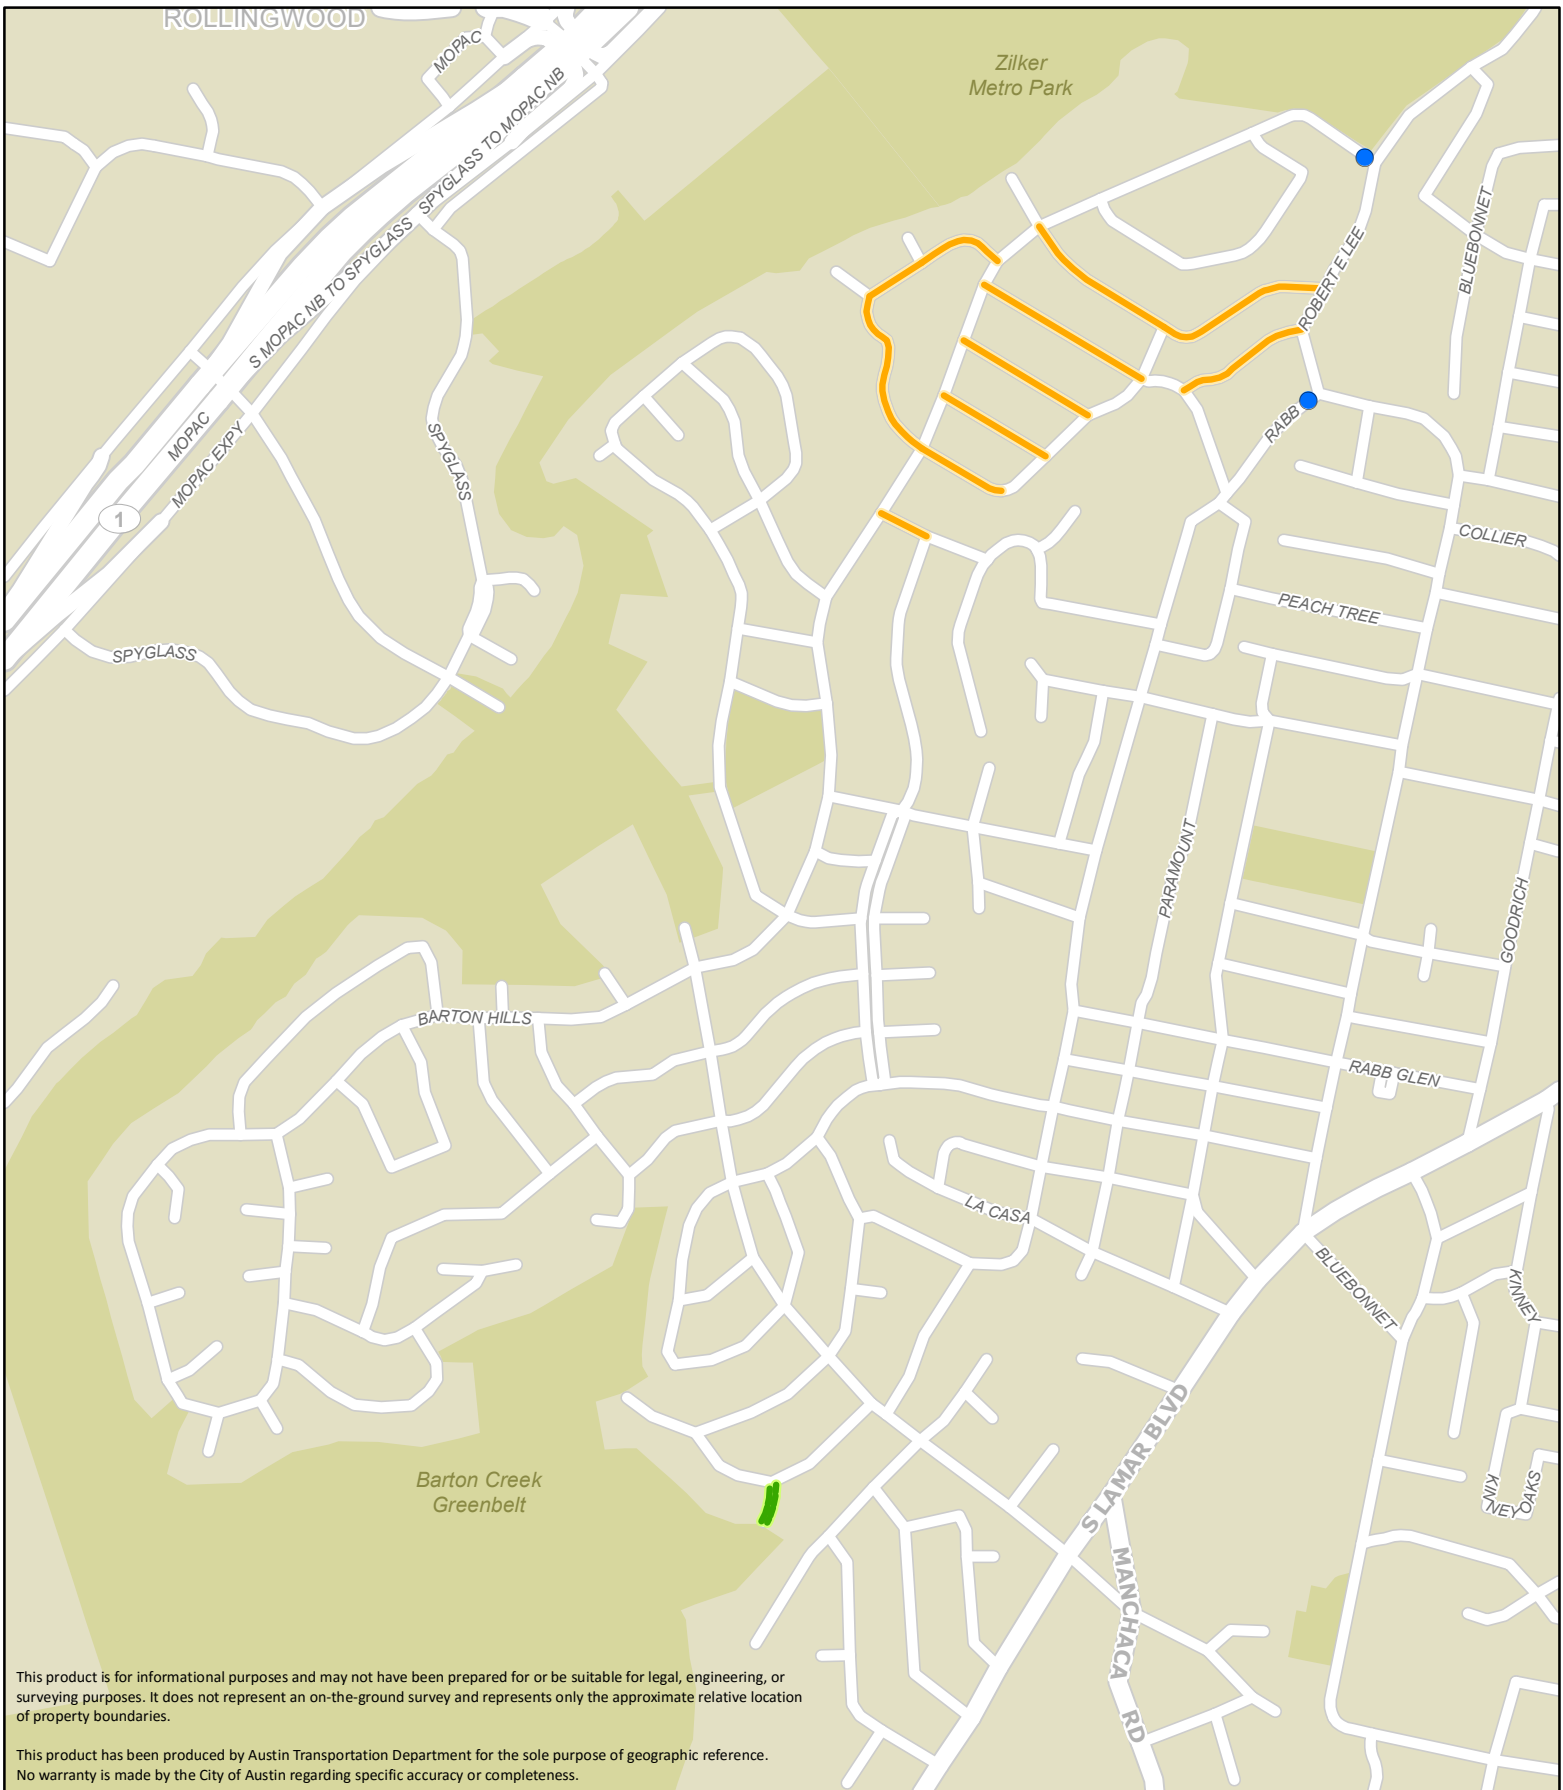 ROLLINGWOOD
MOPAC
Zilker
Metro Park
SPYGLASS TO MOPAC NB
S MOPAC NB TO SPYGLASS
BLUEBONNET
ROBERT E LEE
MOPAC
MOPAC EXPY
SPYGLASS
RABB
1
COLLIER
PEACH TREE
SPYGLASS
PARAMOUNT
GOODRICH
BARTON HILLS
RABB GLEN
LA CASA
BLUEBONNET
KINNEY
S LAMAR BLVD
Barton Creek
Greenbelt
KIN
NEY OAKS
MANCHACA RD
This product is for informational purposes and may not have been prepared for or be suitable for legal, engineering, or
surveying purposes. It does not represent an on-the-ground survey and represents only the approximate relative location
of property boundaries.
This product has been produced by Austin Transportation Department for the sole purpose of geographic reference.
No warranty is made by the City of Austin regarding specific accuracy or completeness.